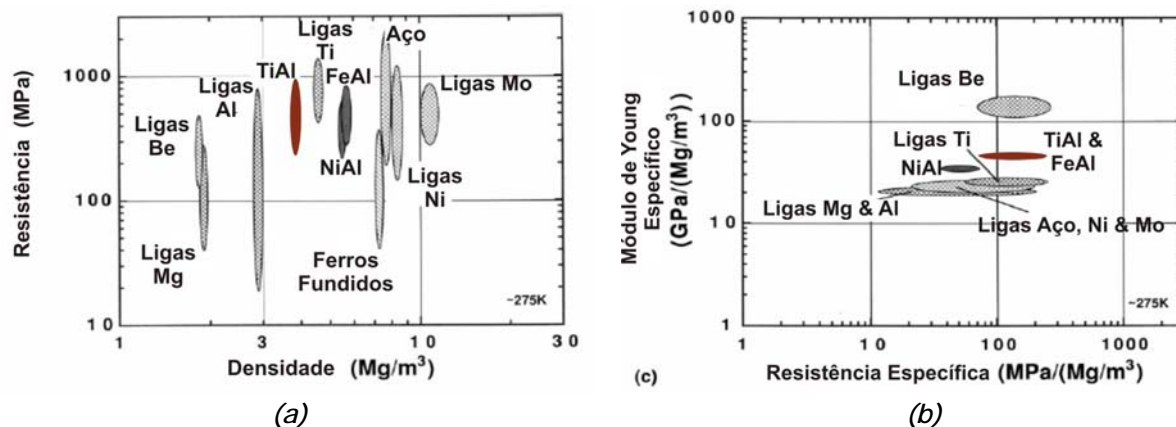 Resistência (MPa)
1000
100
10
Ligas
Be
Ligas
Mg
Ligas
Al
TiAl
Ligas
Ti
FeAl
NiAl
Aço
Ligas Mo
Ligas
Ni
Ferros
Fundidos
~275K
1
3
10
30
Densidade (Mg/m³)
(a)
Módulo de Young
Específico
(GPa/(Mg/m³))
1000
100
10
1
Ligas Be
Ligas Ti
TiAl &
FeAl
NiAl
Ligas Mg & Al
Ligas Aço, Ni & Mo
~275K
1
10
100
1000
(c)
Resistência Específica (MPa/(Mg/m³)
(b)